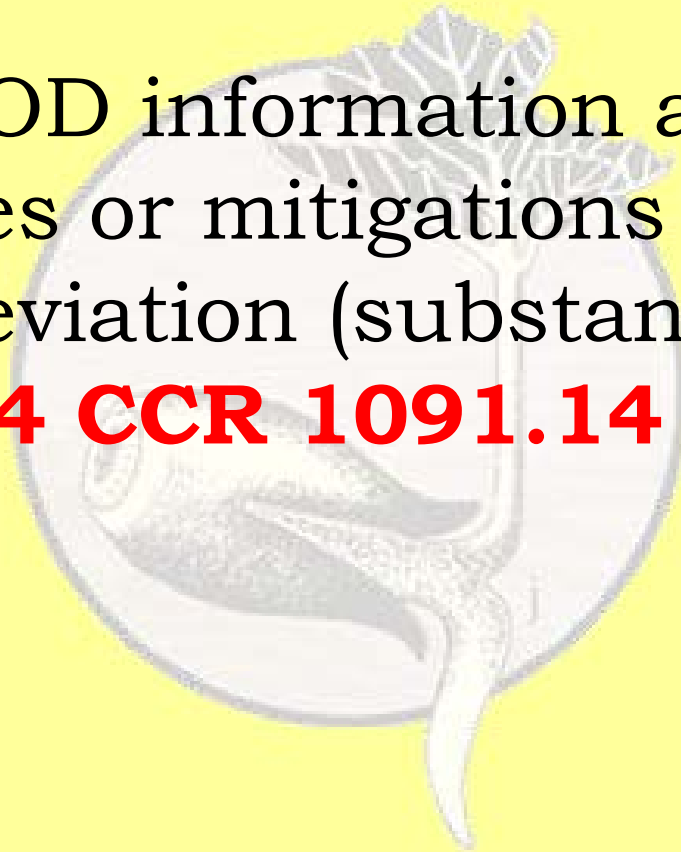 OD information a
es or mitigations
eviation (substan
4 CCR 1091.14
j